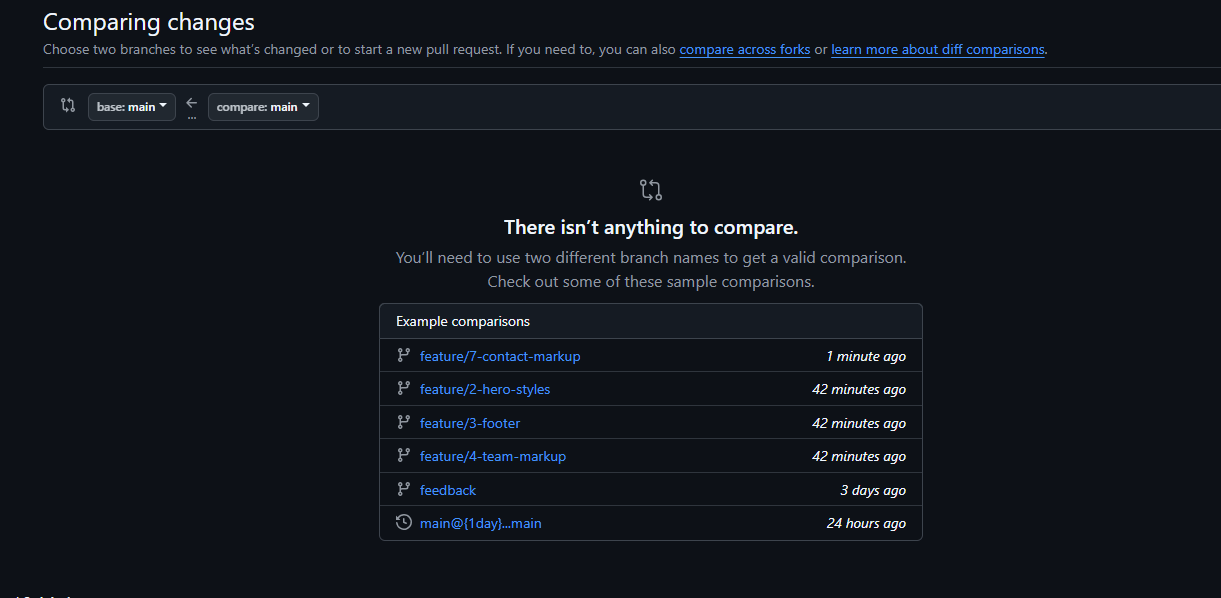 Comparing changes
Choose two branches to see what’s changed or to start a new pull request. If you need to, you can also compare across forks or learn more about diff comparisons.
base: main ← compare: main
...
There isn’t anything to compare.
You’ll need to use two different branch names to get a valid comparison.
Check out some of these sample comparisons.
Example comparisons
feature/7-contact-markup 1 minute ago
feature/2-hero-styles 42 minutes ago
feature/3-footer 42 minutes ago
feature/4-team-markup 42 minutes ago
feedback 3 days ago
main@{1day}...main 24 hours ago